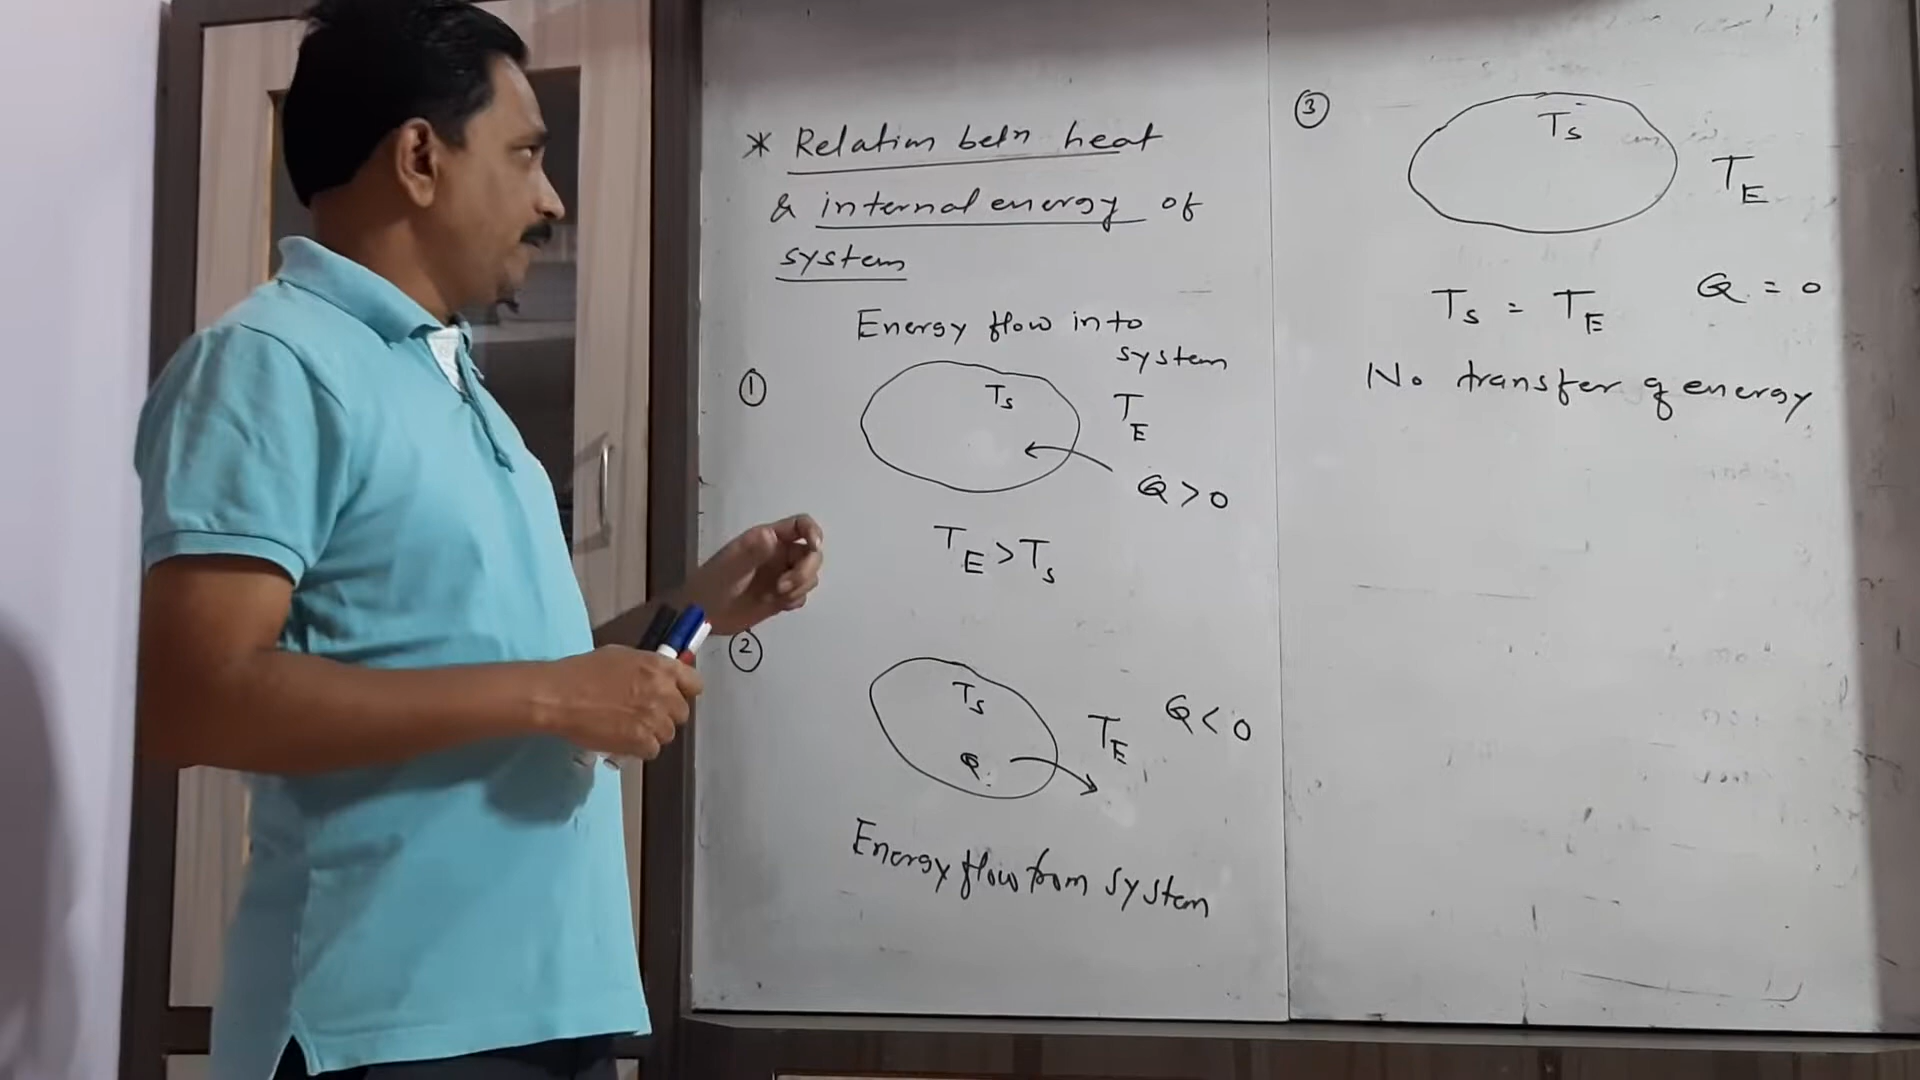 * Relation betn heat
& internal energy of
system
Energy flow into
system
①
Ts
TE
Q > 0
TE > Ts
②
Ts
TE
Q < 0
Q
Energy flow from system
③
Ts
TE
Ts = TE
Q = 0
No transfer of energy